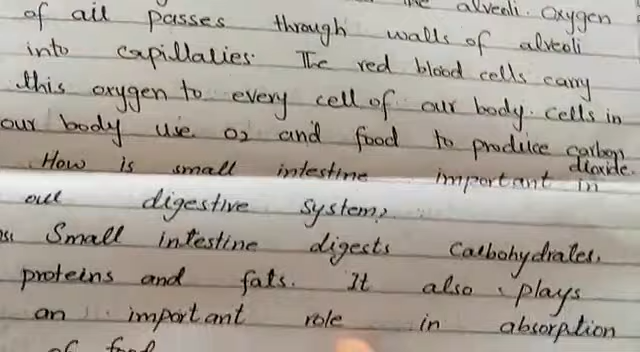 the alveoli. Oxygen
of air passes through walls of alveoli
into capillaries. The red blood cells carry
this oxygen to every cell of our body. Cells in
our body use O2 and food to produce carbon dioxide.
How is small intestine important in
our digestive system?
Small intestine digests carbohydrates,
proteins and fats. It also plays
an important role in absorption
of food